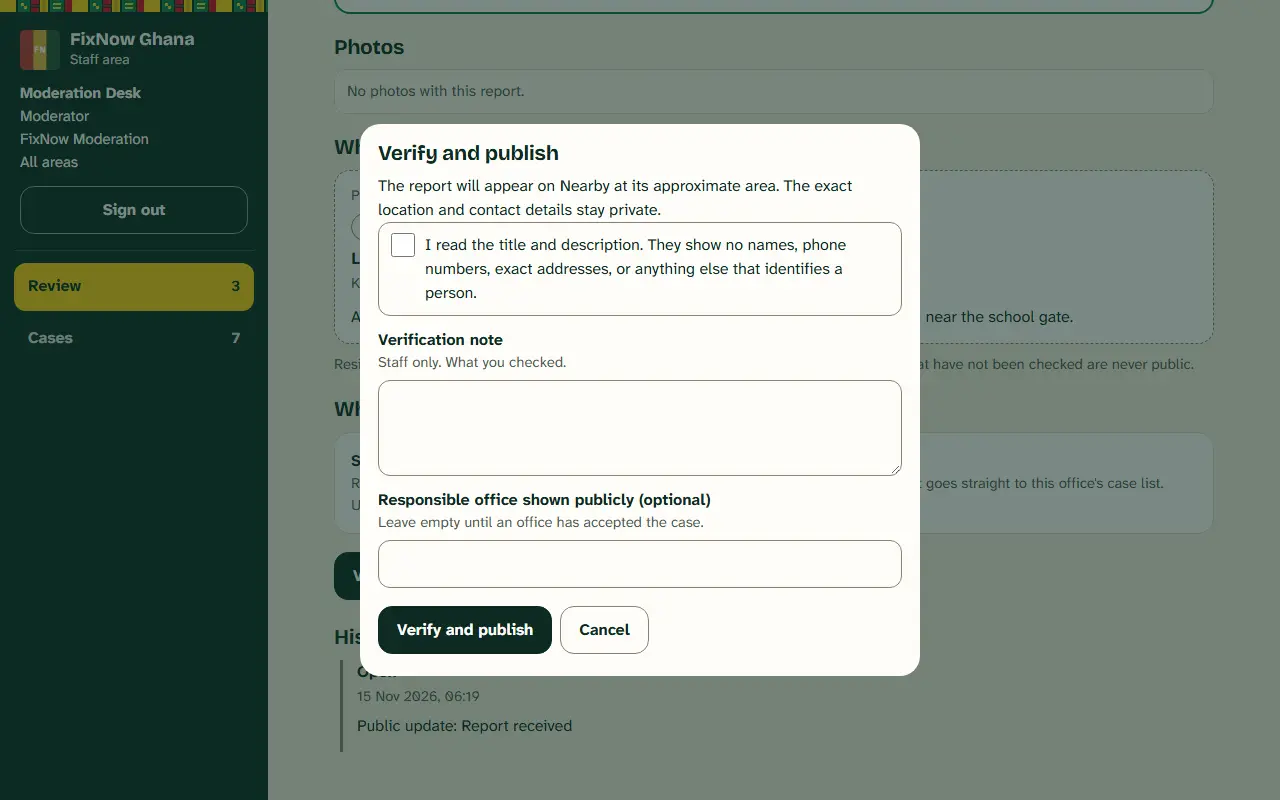 FN
FixNow Ghana
Staff area
Moderation Desk
Moderator
FixNow Moderation
All areas
Sign out
Review 3
Cases 7
Photos
No photos with this report.
near the school gate.
at have not been checked are never public.
goes straight to this office's case list.
Verify and publish
The report will appear on Nearby at its approximate area. The exact
location and contact details stay private.
I read the title and description. They show no names, phone
numbers, exact addresses, or anything else that identifies a
person.
Verification note
Staff only. What you checked.
Responsible office shown publicly (optional)
Leave empty until an office has accepted the case.
Verify and publish
Cancel
Open
15 Nov 2026, 06:19
Public update: Report received